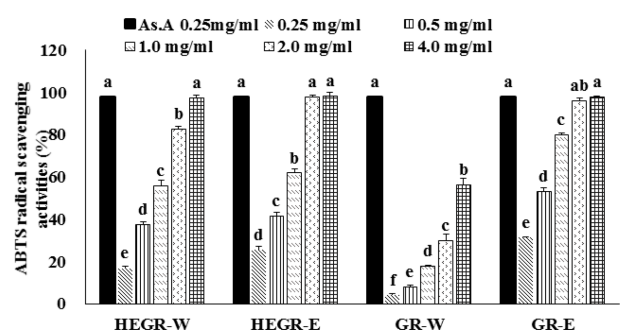 As.A 0.25mg/ml 0.25 mg/ml 0.5 mg/ml
1.0 mg/ml 2.0 mg/ml 4.0 mg/ml
ABTS radical scavenging
activities (%)
120
100
80
60
40
20
0
a e d c b a
a d c b a a
a f e d c b
a e d c ab a
HEGR-W HEGR-E GR-W GR-E